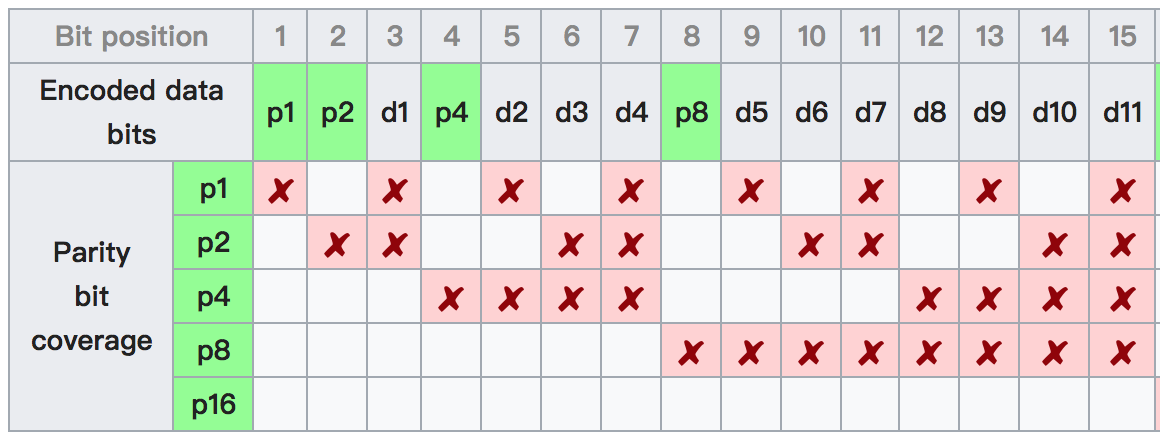 Bit position 1 2 3 4 5 6 7 8 9 10 11 12 13 14 15
Encoded data
bits
p1 p2 d1 p4 d2 d3 d4 p8 d5 d6 d7 d8 d9 d10 d11
Parity
bit
coverage
p1 ✘ ✘ ✘ ✘ ✘ ✘ ✘ ✘
p2 ✘ ✘ ✘ ✘ ✘ ✘ ✘ ✘
p4 ✘ ✘ ✘ ✘ ✘ ✘ ✘ ✘
p8 ✘ ✘ ✘ ✘ ✘ ✘ ✘ ✘
p16